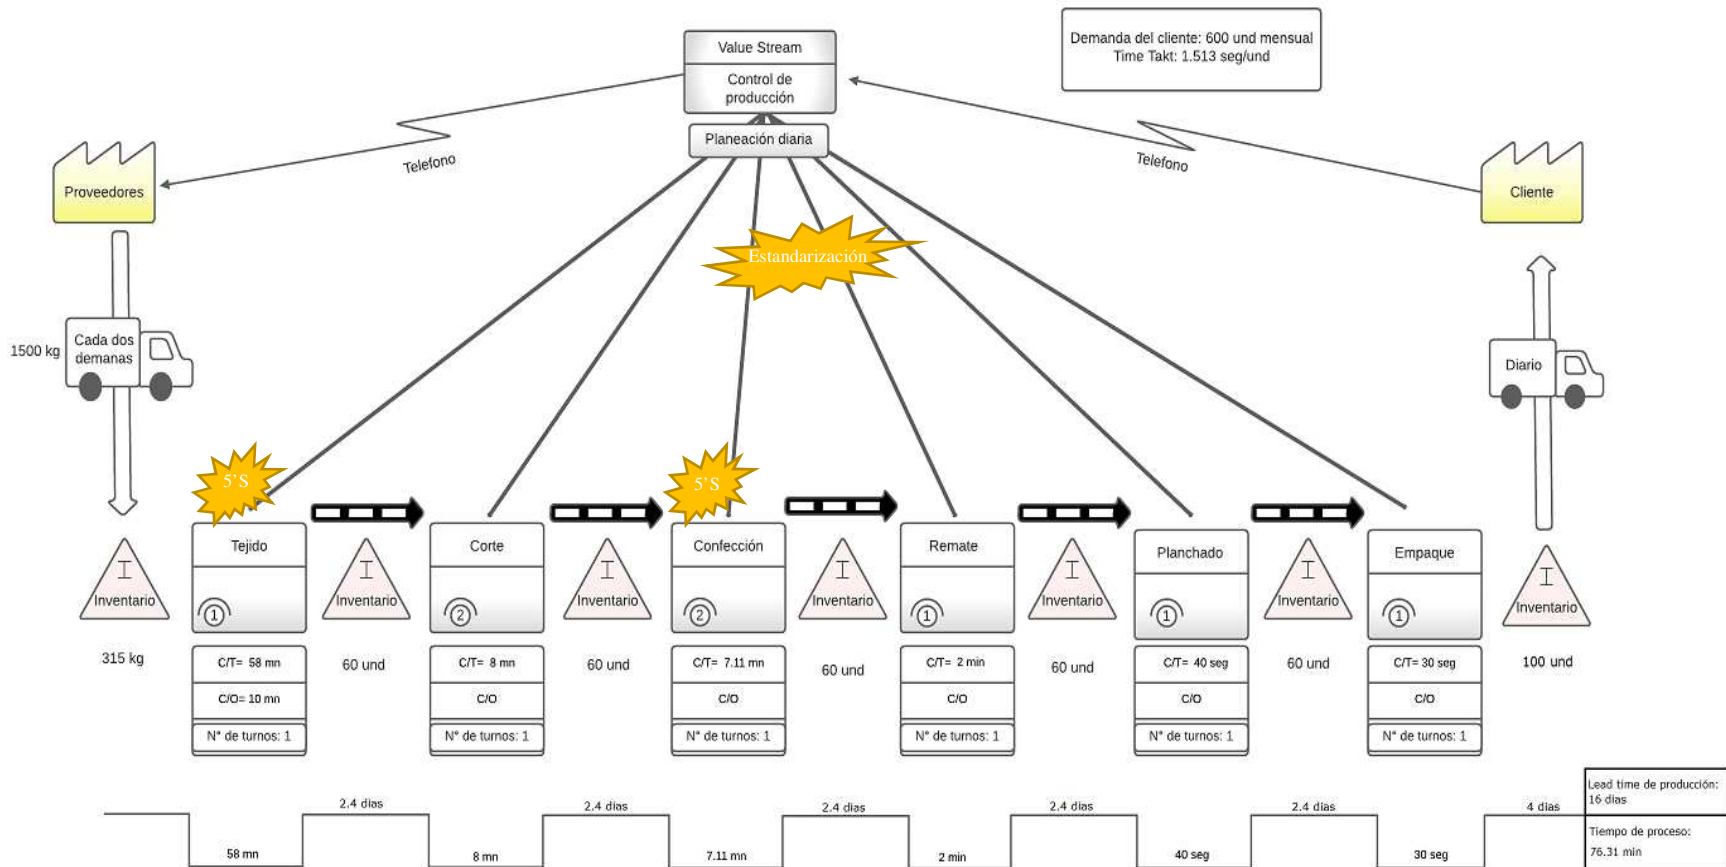 Value Stream
Control de
producción
Planeación diaria
Demanda del cliente: 600 und mensual
Time Takt: 1.513 seg/und
Telefono
Telefono
Proveedores
Cliente
1500 kg
Cada dos
demanas
Diario
Estandarización
5'S
5'S
Tejido
Corte
Confección
Remate
Planchado
Empaque
I
Inventario
I
Inventario
I
Inventario
I
Inventario
I
Inventario
I
Inventario
I
Inventario
1
2
2
1
1
1
315 kg
60 und
60 und
60 und
60 und
60 und
100 und
C/T= 58 mn
C/O= 10 mn
N° de turnos: 1
C/T= 8 mn
C/O
N° de turnos: 1
C/T= 7.11 mn
C/O
N° de turnos: 1
C/T= 2 min
C/O
N° de turnos: 1
C/T= 40 seg
C/O
N° de turnos: 1
C/T= 30 seg
C/O
N° de turnos: 1
2.4 dias
2.4 dias
2.4 dias
2.4 dias
2.4 dias
4 dias
58 mn
8 mn
7.11 mn
2 min
40 seg
30 seg
Lead time de producción:
16 dias
Tiempo de proceso:
76.31 min